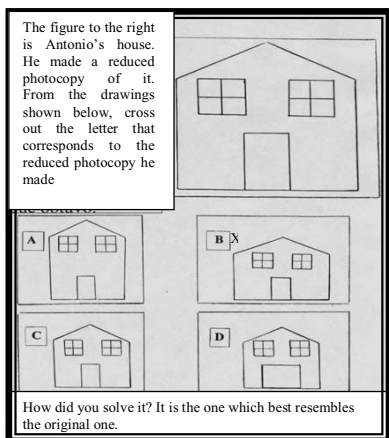 The figure to the right
is Antonio's house.
He made a reduced
photocopy of it.
From the drawings
shown below, cross
out the letter that
corresponds to the
reduced photocopy he
made
que obtuvo.
A
B X
C
D
How did you solve it? It is the one which best resembles
the original one.